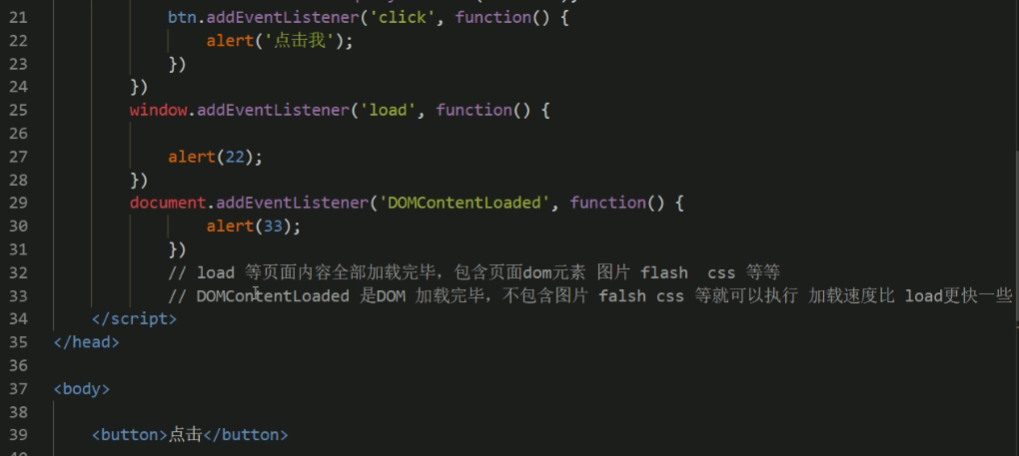 21 btn.addEventListener('click', function() {
22 alert('点击我');
23 })
24 })
25 window.addEventListener('load', function() {
26
27 alert(22);
28 })
29 document.addEventListener('DOMContentLoaded', function() {
30 alert(33);
31 })
32 // load 等页面内容全部加载完毕，包含页面dom元素 图片 flash css 等等
33 // DOMContentLoaded 是DOM 加载完毕，不包含图片 falsh css 等就可以执行 加载速度比 load更快一些
34 </script>
35 </head>
36
37 <body>
38
39 <button>点击</button>